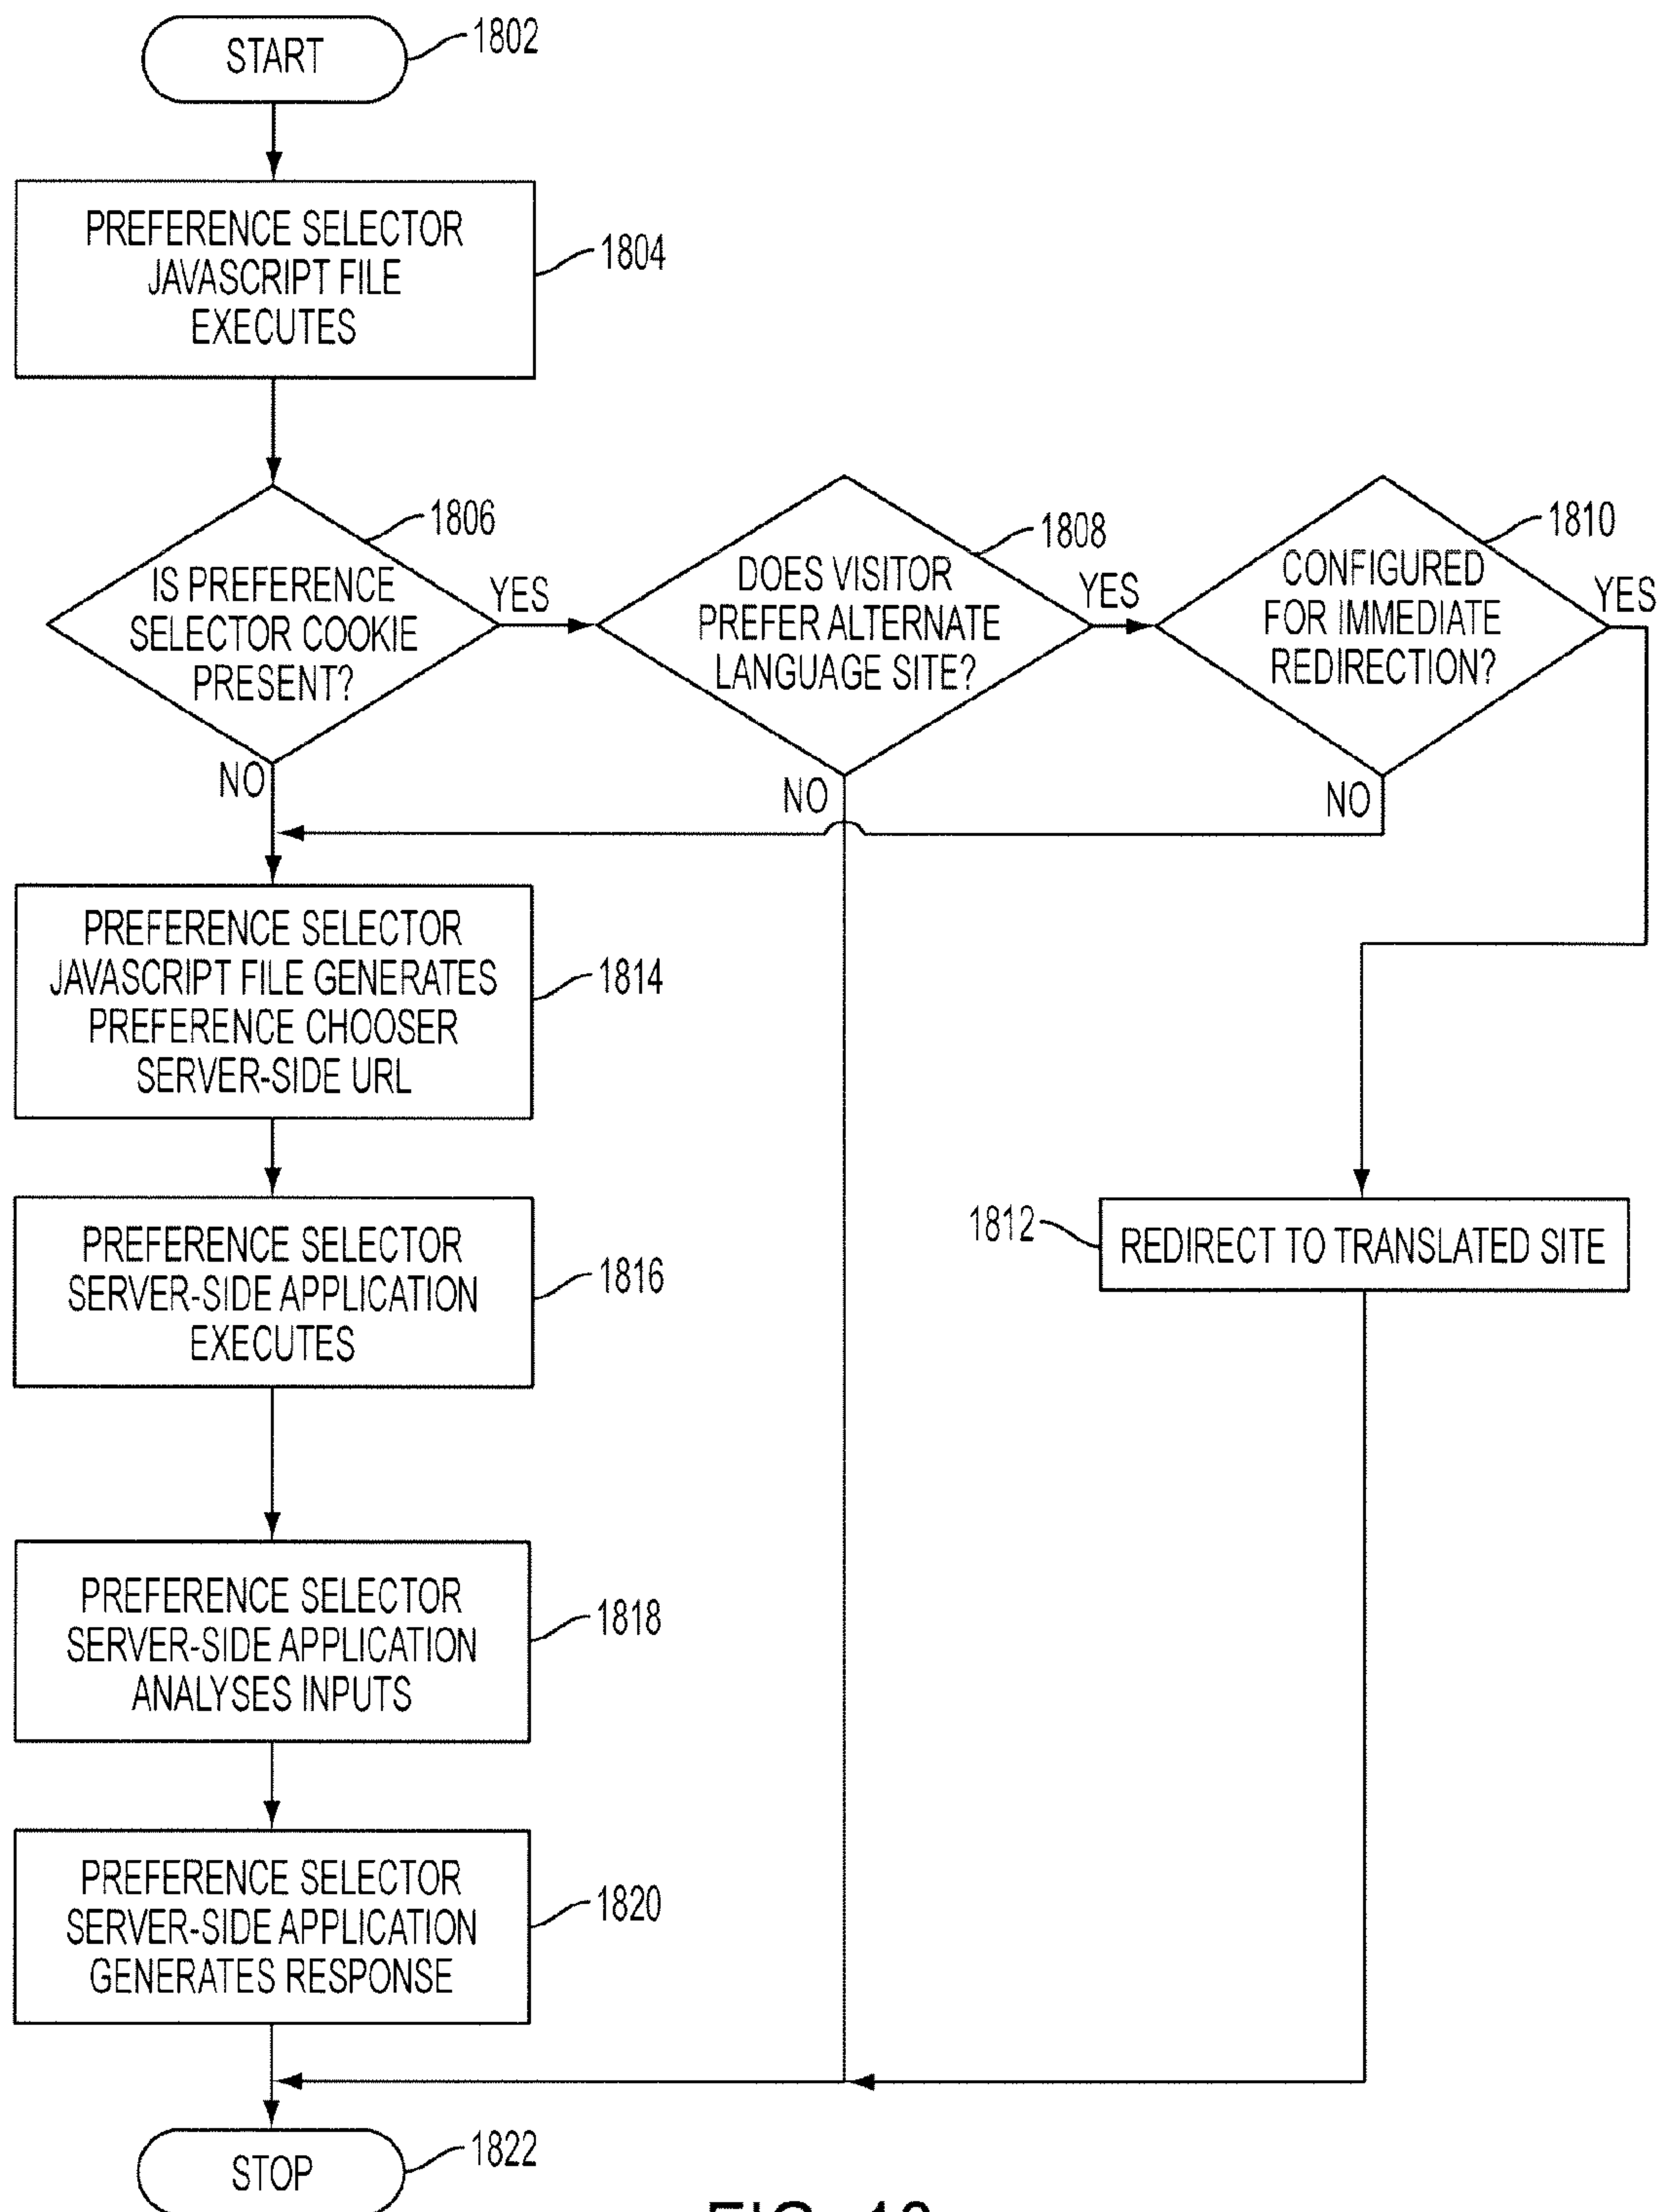 START
1802
PREFERENCE SELECTOR
JAVASCRIPT FILE
EXECUTES
1804
IS PREFERENCE
SELECTOR COOKIE
PRESENT?
1806
YES
NO
DOES VISITOR
PREFER ALTERNATE
LANGUAGE SITE?
1808
YES
NO
CONFIGURED
FOR IMMEDIATE
REDIRECTION?
1810
YES
NO
PREFERENCE SELECTOR
JAVASCRIPT FILE GENERATES
PREFERENCE CHOOSER
SERVER-SIDE URL
1814
PREFERENCE SELECTOR
SERVER-SIDE APPLICATION
EXECUTES
1816
1812
REDIRECT TO TRANSLATED SITE
PREFERENCE SELECTOR
SERVER-SIDE APPLICATION
ANALYSES INPUTS
1818
PREFERENCE SELECTOR
SERVER-SIDE APPLICATION
GENERATES RESPONSE
1820
STOP
1822